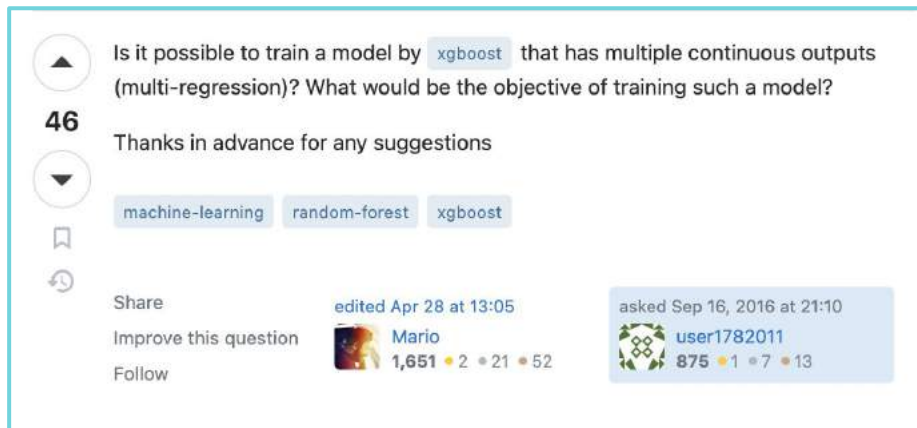 Is it possible to train a model by xgboost that has multiple continuous outputs
(multi-regression)? What would be the objective of training such a model?
46
Thanks in advance for any suggestions
machine-learning random-forest xgboost
Share
Improve this question
Follow
edited Apr 28 at 13:05
Mario
1,651 2 21 52
asked Sep 16, 2016 at 21:10
user1782011
875 1 7 13